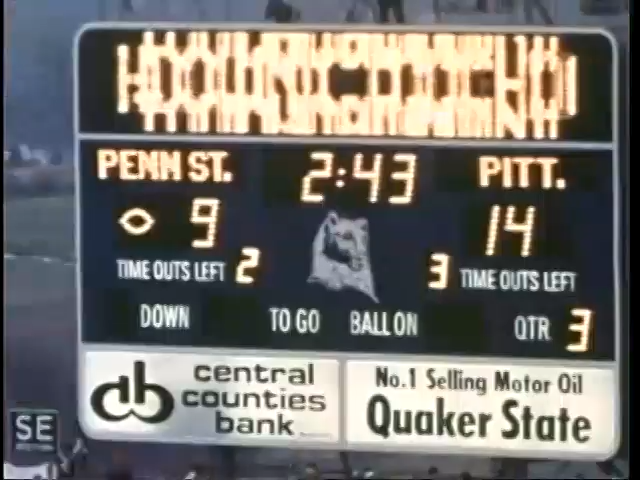 PENN ST. 2:43 PITT.
9 14
TIME OUTS LEFT 2 3 TIME OUTS LEFT
DOWN TO GO BALL ON QTR 3
central counties bank
No.1 Selling Motor Oil
Quaker State
SE